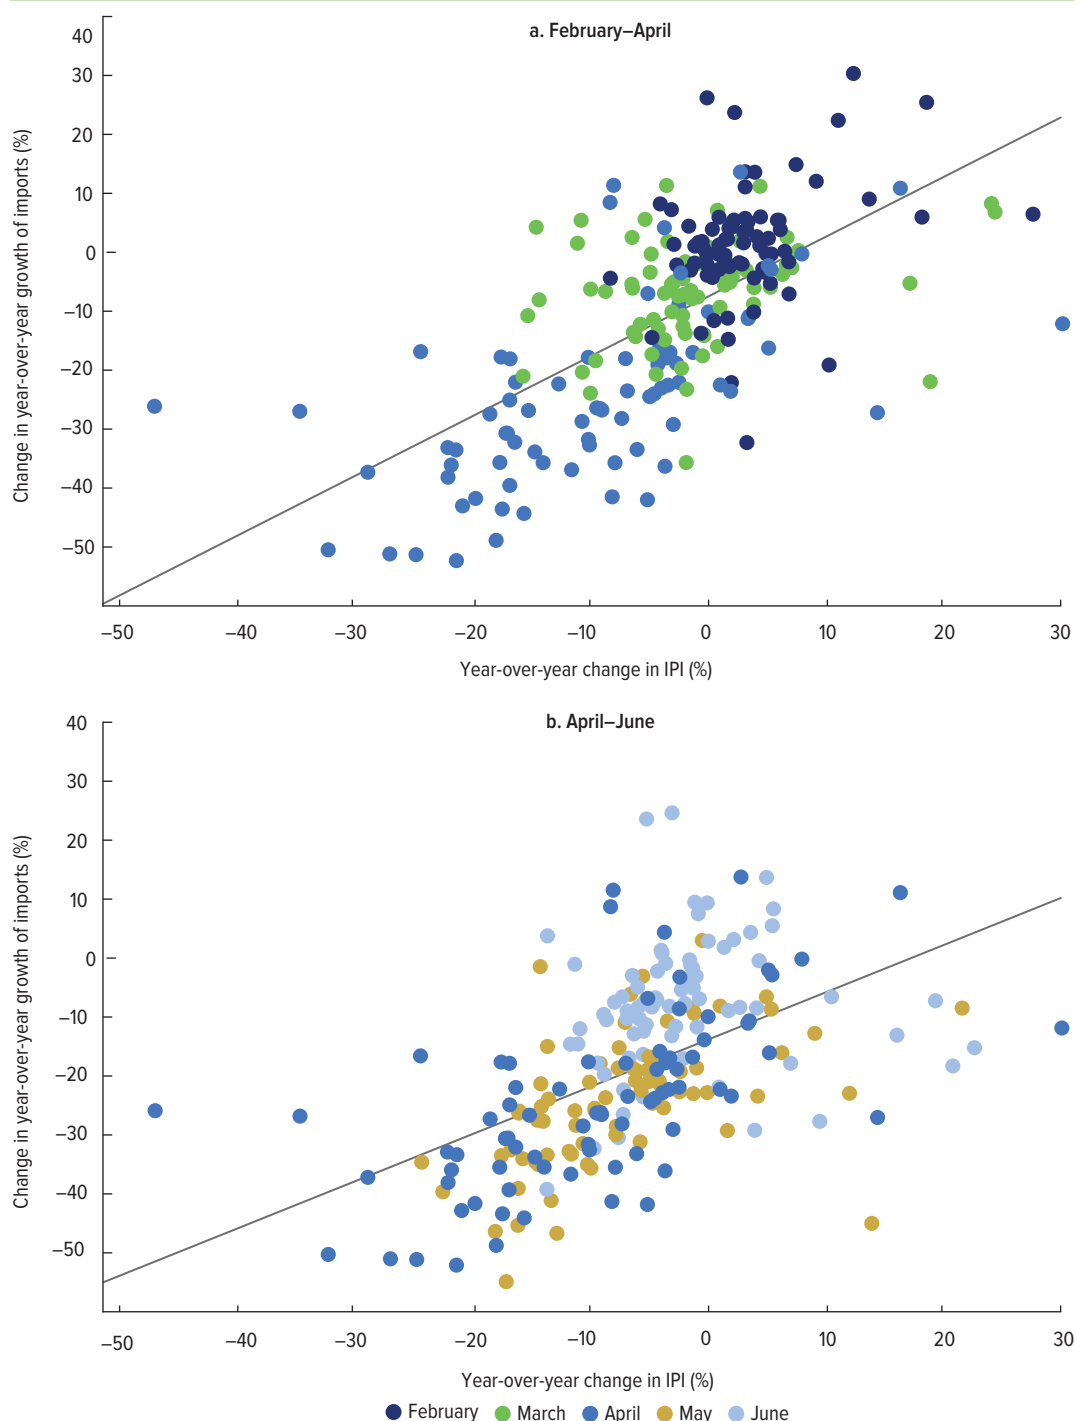 a. February–April
Change in year-over-year growth of imports (%)
40
30
20
10
0
–10
–20
–30
–40
–50
–50 –40 –30 –20 –10 0 10 20 30
Year-over-year change in IPI (%)
b. April–June
Change in year-over-year growth of imports (%)
40
30
20
10
0
–10
–20
–30
–40
–50
–50 –40 –30 –20 –10 0 10 20 30
Year-over-year change in IPI (%)
February March April May June